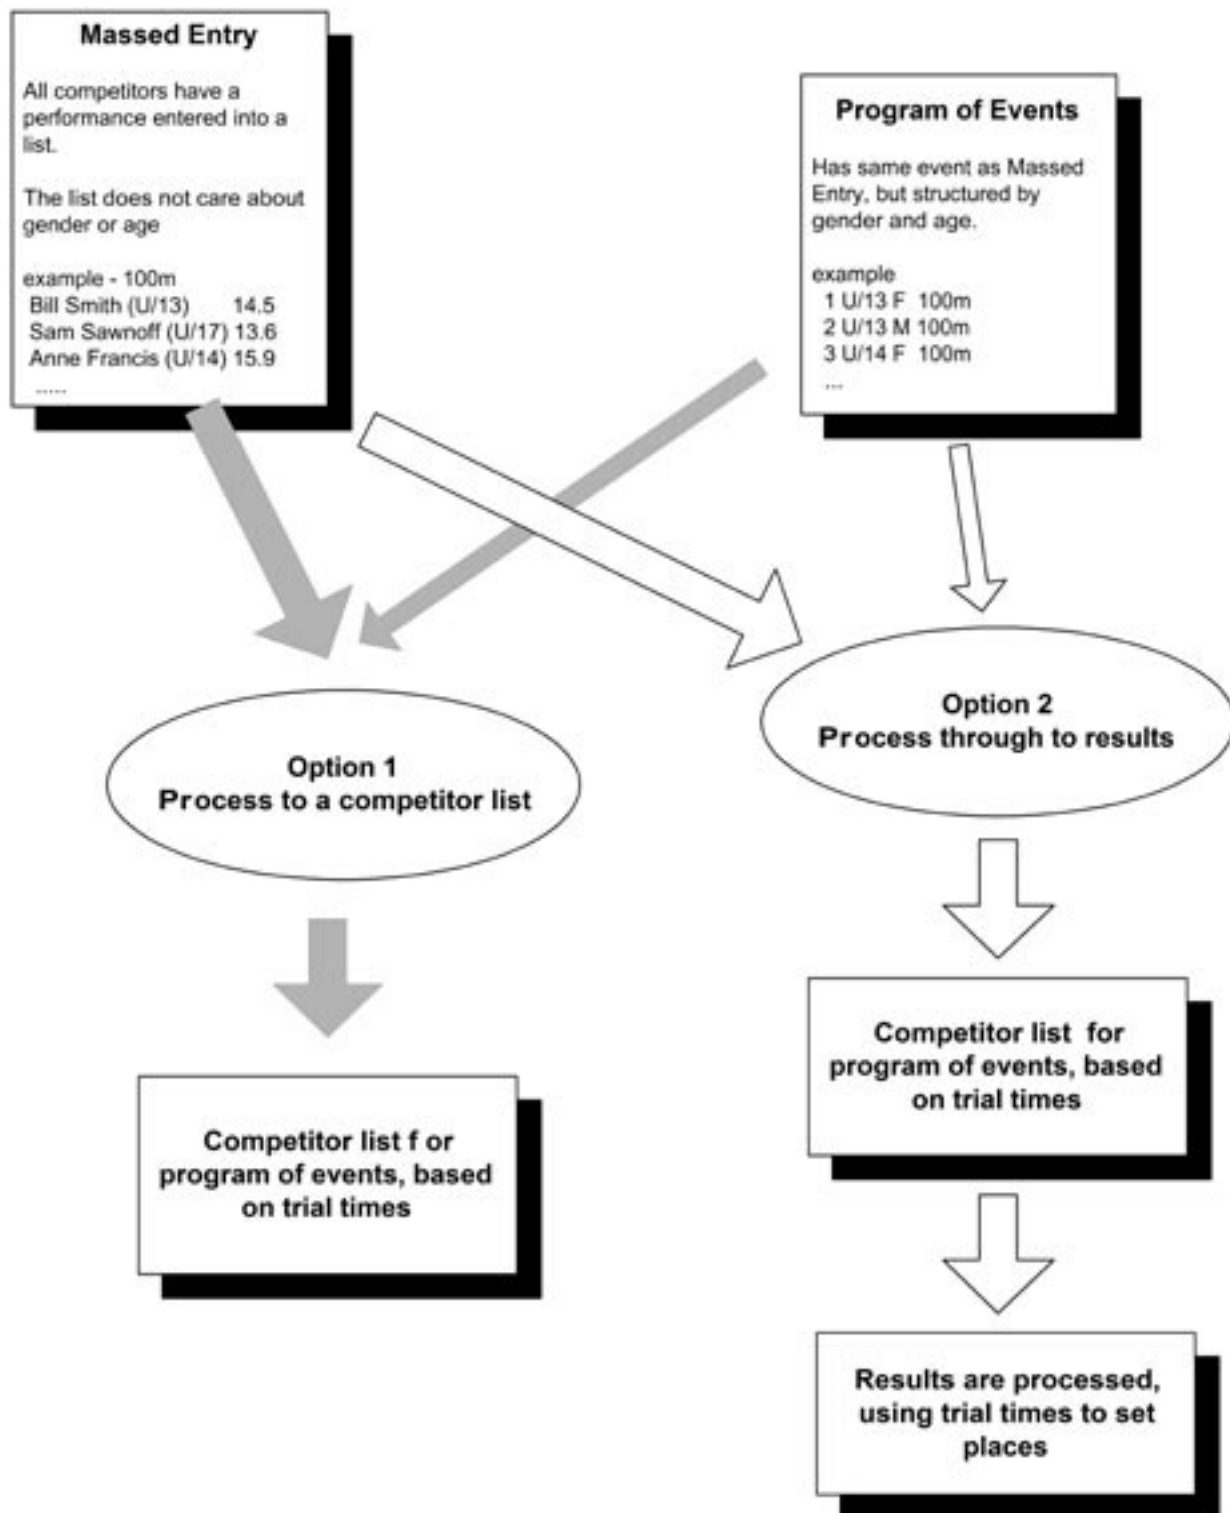 Massed Entry
All competitors have a
performance entered into a
list.
The list does not care about
gender or age
example - 100m
Bill Smith (U/13) 14.5
Sam Sawnoff (U/17) 13.6
Anne Francis (U/14) 15.9
.....
Program of Events
Has same event as Massed
Entry, but structured by
gender and age.
example
1 U/13 F 100m
2 U/13 M 100m
3 U/14 F 100m
...
Option 1
Process to a competitor list
Option 2
Process through to results
Competitor list f or
program of events, based
on trial times
Competitor list for
program of events, based
on trial times
Results are processed,
using trial times to set
places